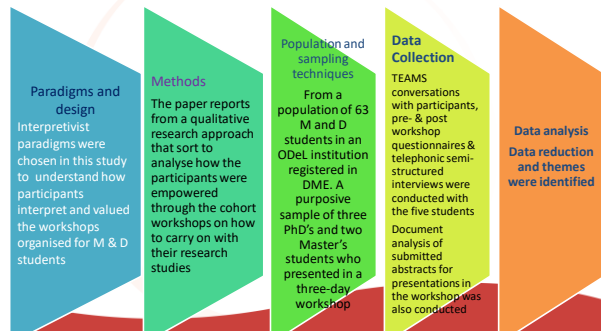 Paradigms and
design
Interpretivist
paradigms were
chosen in this study
to understand how
participants
interpret and valued
the workshops
organised for M & D
students
Methods
The paper reports
from a qualitative
research approach
that sort to
analyse how the
participants were
empowered
through the cohort
workshops on how
to carry on with
their research
studies
Population and
sampling
techniques
From a
population of 63
M and D
students in an
ODeL institution
registered in
DME. A
purposive
sample of three
PhD's and two
Master's
students who
presented in a
three-day
workshop
Data
Collection
TEAMS
conversations
with participants,
pre- & post
workshop
questionnaires &
telephonic semi-
structured
interviews were
conducted with
the five students
Document
analysis of
submitted
abstracts for
presentations in
the workshop was
also conducted
Data analysis
Data reduction
and themes
were identified